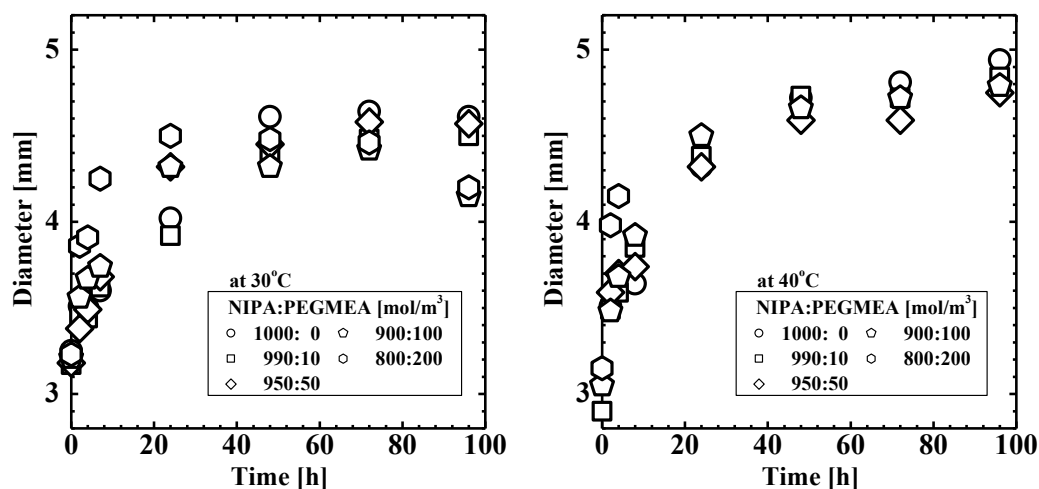 5
4
3
Diameter [mm]
0 20 40 60 80 100
Time [h]
at 30°C
NIPA:PEGMEA [mol/m³]
1000: 0 900:100
990:10 800:200
950:50
5
4
3
Diameter [mm]
0 20 40 60 80 100
Time [h]
at 40°C
NIPA:PEGMEA [mol/m³]
1000: 0 900:100
990:10 800:200
950:50